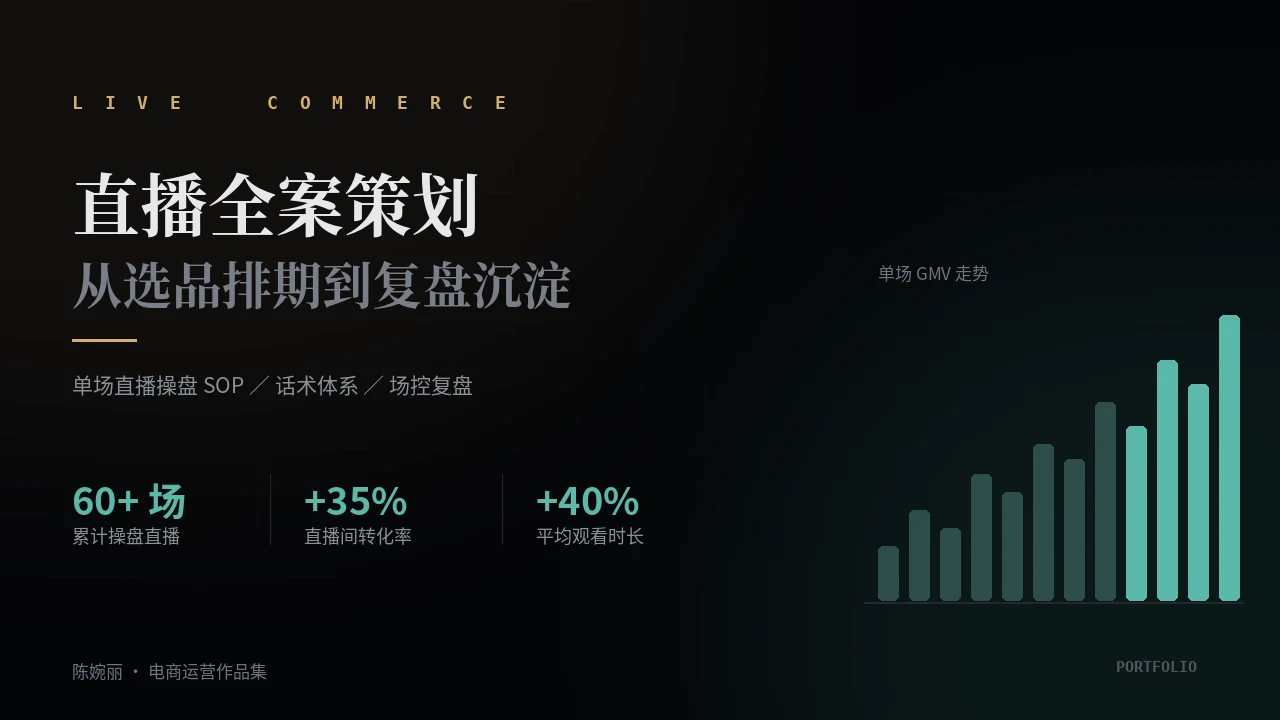 LIVE COMMERCE
直播全案策划
从选品排期到复盘沉淀
单场直播操盘 SOP ／ 话术体系 ／ 场控复盘
60+ 场
累计操盘直播
+35%
直播间转化率
+40%
平均观看时长
单场 GMV 走势
陈婉丽 · 电商运营作品集
PORTFOLIO